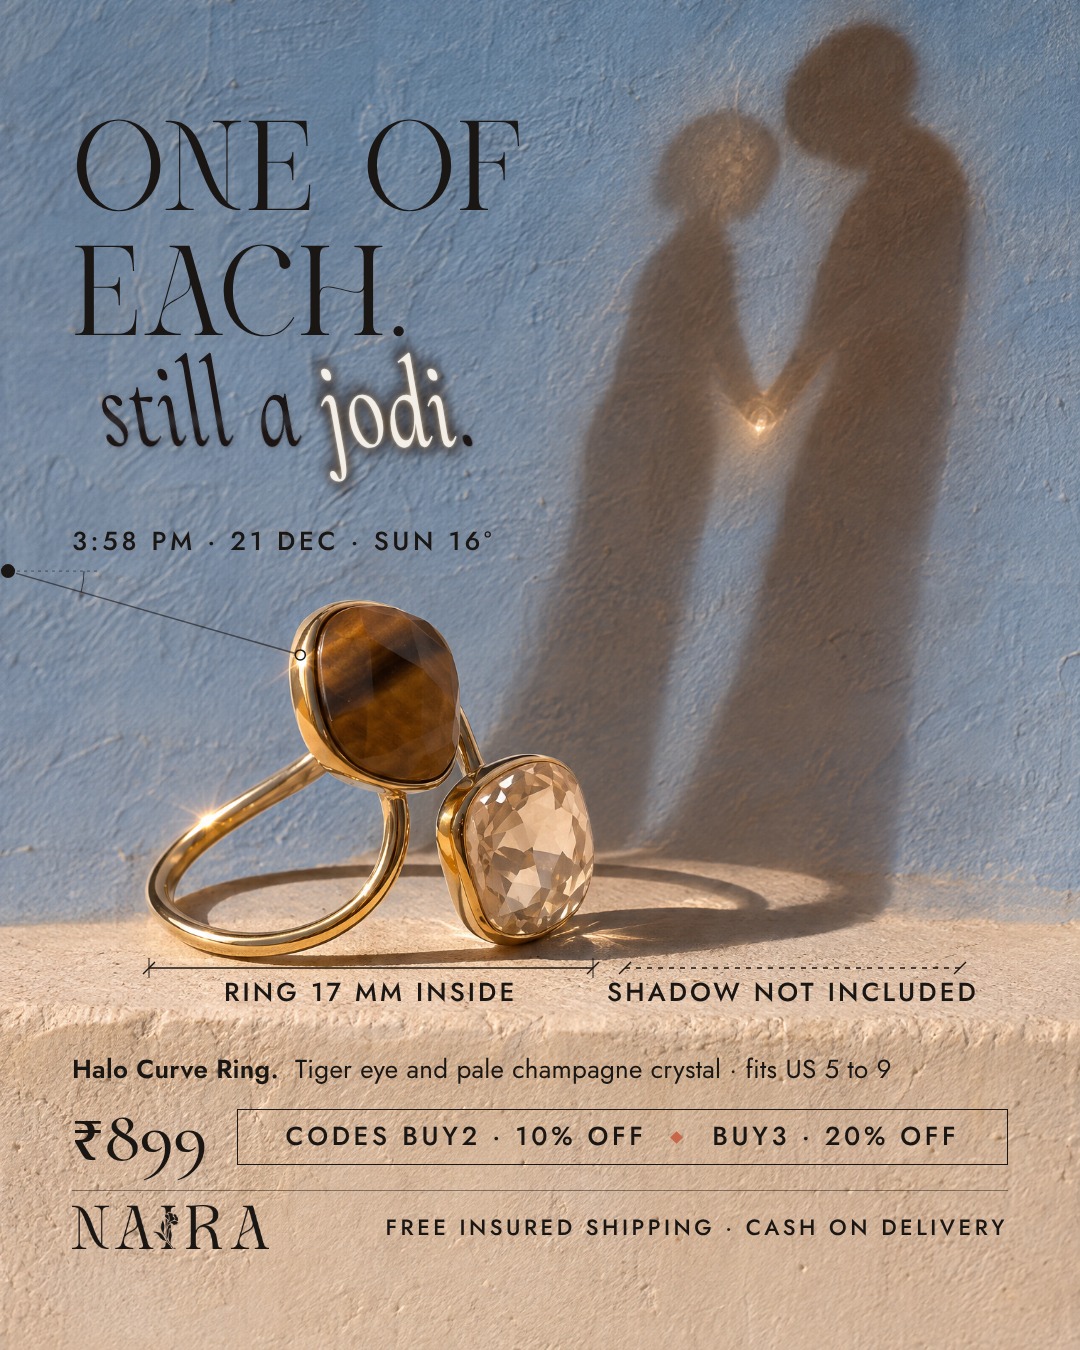 ONE OF
EACH.
still a jodi.
3:58 PM · 21 DEC · SUN 16°
RING 17 MM INSIDE
SHADOW NOT INCLUDED
Halo Curve Ring. Tiger eye and pale champagne crystal · fits US 5 to 9
₹899
CODES BUY2 · 10% OFF ◆ BUY3 · 20% OFF
NAIRA
FREE INSURED SHIPPING · CASH ON DELIVERY